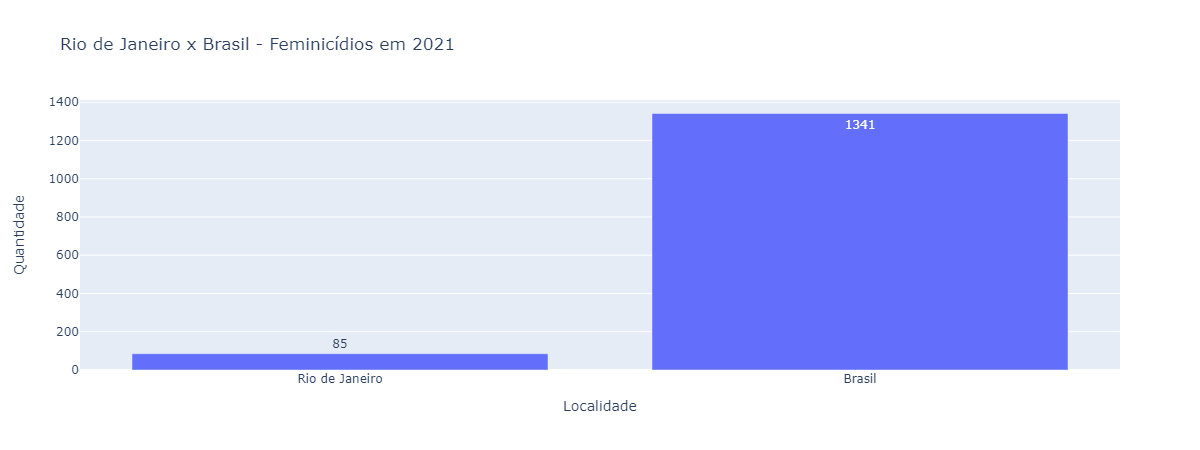 Rio de Janeiro x Brasil - Feminicídios em 2021
Quantidade
1400
1200
1000
800
600
400
200
0
85
1341
Rio de Janeiro
Brasil
Localidade